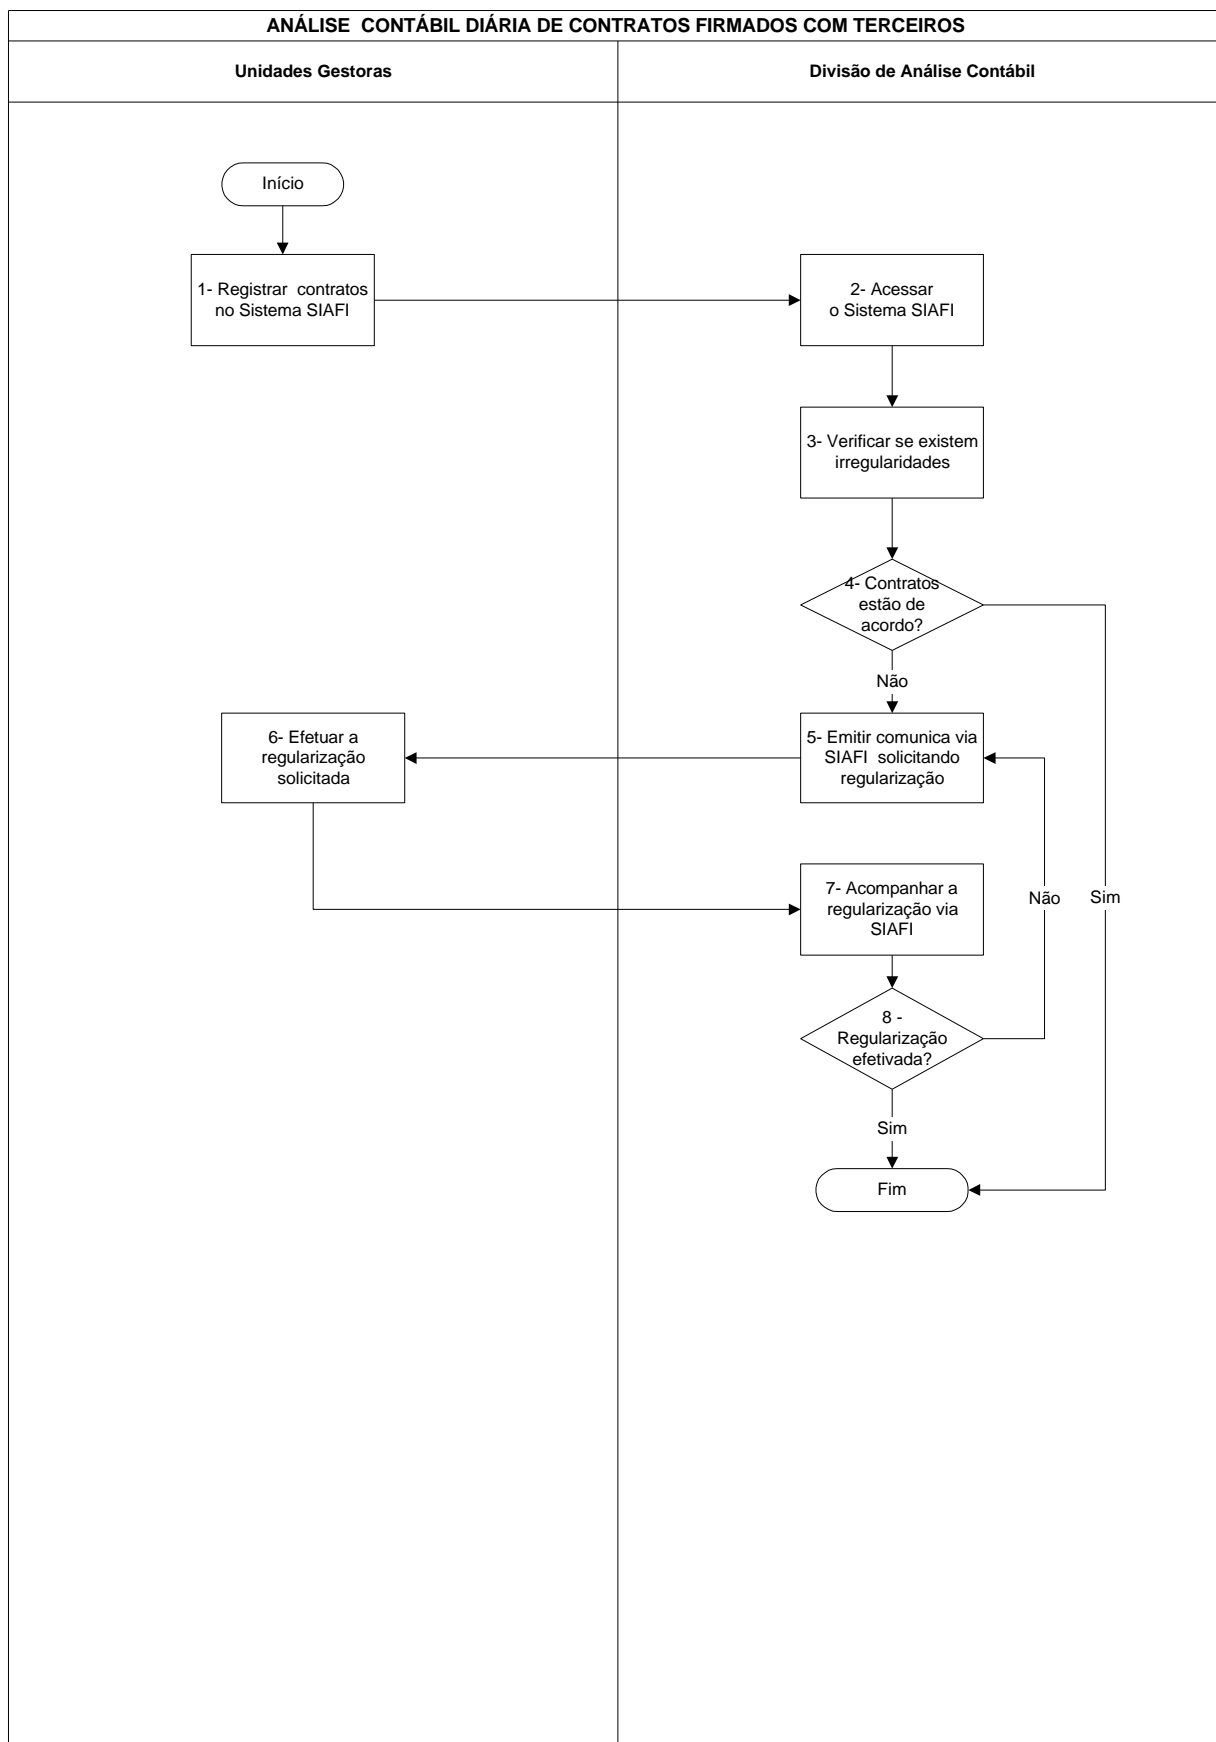 ANÁLISE  CONTÁBIL DIÁRIA DE CONTRATOS FIRMADOS COM TERCEIROS
Unidades Gestoras
Divisão de Análise Contábil
Início
1- Registrar  contratos
no Sistema SIAFI
2- Acessar
o Sistema SIAFI
3- Verificar se existem
irregularidades
4- Contratos
estão de
acordo?
Não
6- Efetuar a
regularização
solicitada
5- Emitir comunica via
SIAFI  solicitando
regularização
7- Acompanhar a
regularização via
SIAFI
Não
Sim
8 -
Regularização
efetivada?
Sim
Fim